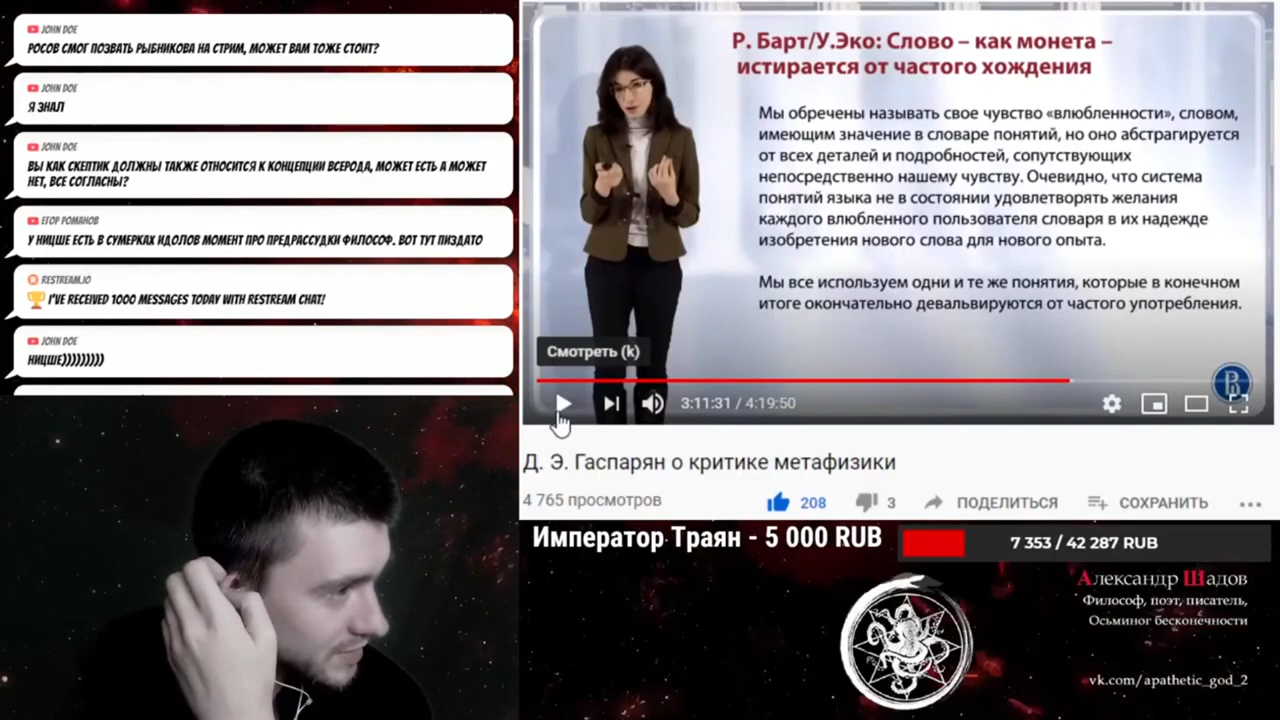 JOHN DOE
РОСОВ СМОГ ПОЗВАТЬ РЫБНИКОВА НА СТРИМ, МОЖЕТ ВАМ ТОЖЕ СТОИТ?
JOHN DOE
Я ЗНАЛ
JOHN DOE
ВЫ КАК СКЕПТИК ДОЛЖНЫ ТАКЖЕ ОТНОСИТСЯ К КОНЦЕПЦИИ ВСЕРОДА, МОЖЕТ ЕСТЬ А МОЖЕТ
НЕТ, ВСЕ СОГЛАСНЫ?
ЕГОР РОМАНОВ
У НИЦШЕ ЕСТЬ В СУМЕРКАХ ИДОЛОВ МОМЕНТ ПРО ПРЕДРАССУДКИ ФИЛОСОФ. ВОТ ТУТ ПИЗДАТО
RESTREAM.IO
🏆 I'VE RECEIVED 1000 MESSAGES TODAY WITH RESTREAM CHAT!
JOHN DOE
НИЦШЕ)))))))))
Р. Барт/У.Эко: Слово – как монета –
истирается от частого хождения
Мы обречены называть свое чувство «влюбленности», словом,
имеющим значение в словаре понятий, но оно абстрагируется
от всех деталей и подробностей, сопутствующих
непосредственно нашему чувству. Очевидно, что система
понятий языка не в состоянии удовлетворять желания
каждого влюбленного пользователя словаря в их надежде
изобретения нового слова для нового опыта.
Мы все используем одни и те же понятия, которые в конечном
итоге окончательно девальвируются от частого употребления.
Смотреть (k)
3:11:31 / 4:19:50
Д. Э. Гаспарян о критике метафизики
4 765 просмотров
208
3
ПОДЕЛИТЬСЯ
СОХРАНИТЬ
Император Траян - 5 000 RUB
7 353 / 42 287 RUB
Александр Шадов
Философ, поэт, писатель,
Осьминог бесконечности
vk.com/apathetic_god_2